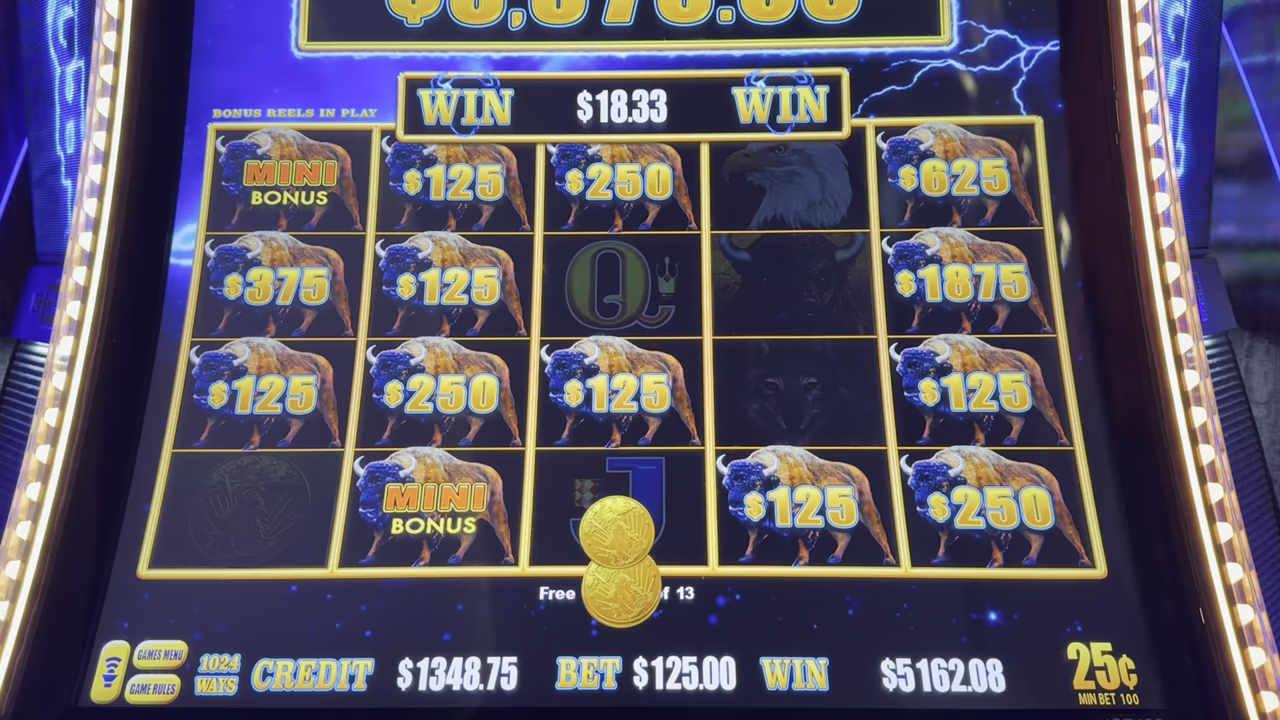 WIN $18.33 WIN
BONUS REELS IN PLAY
MINI BONUS $125 $250 $625
$375 $125 Q $1875
$125 $250 $125 $125
MINI BONUS J $125 $250
Free of 13
GAMES MENU
GAME RULES
1024 WAYS
CREDIT $1348.75 BET $125.00 WIN $5162.08
25¢
MIN BET 100